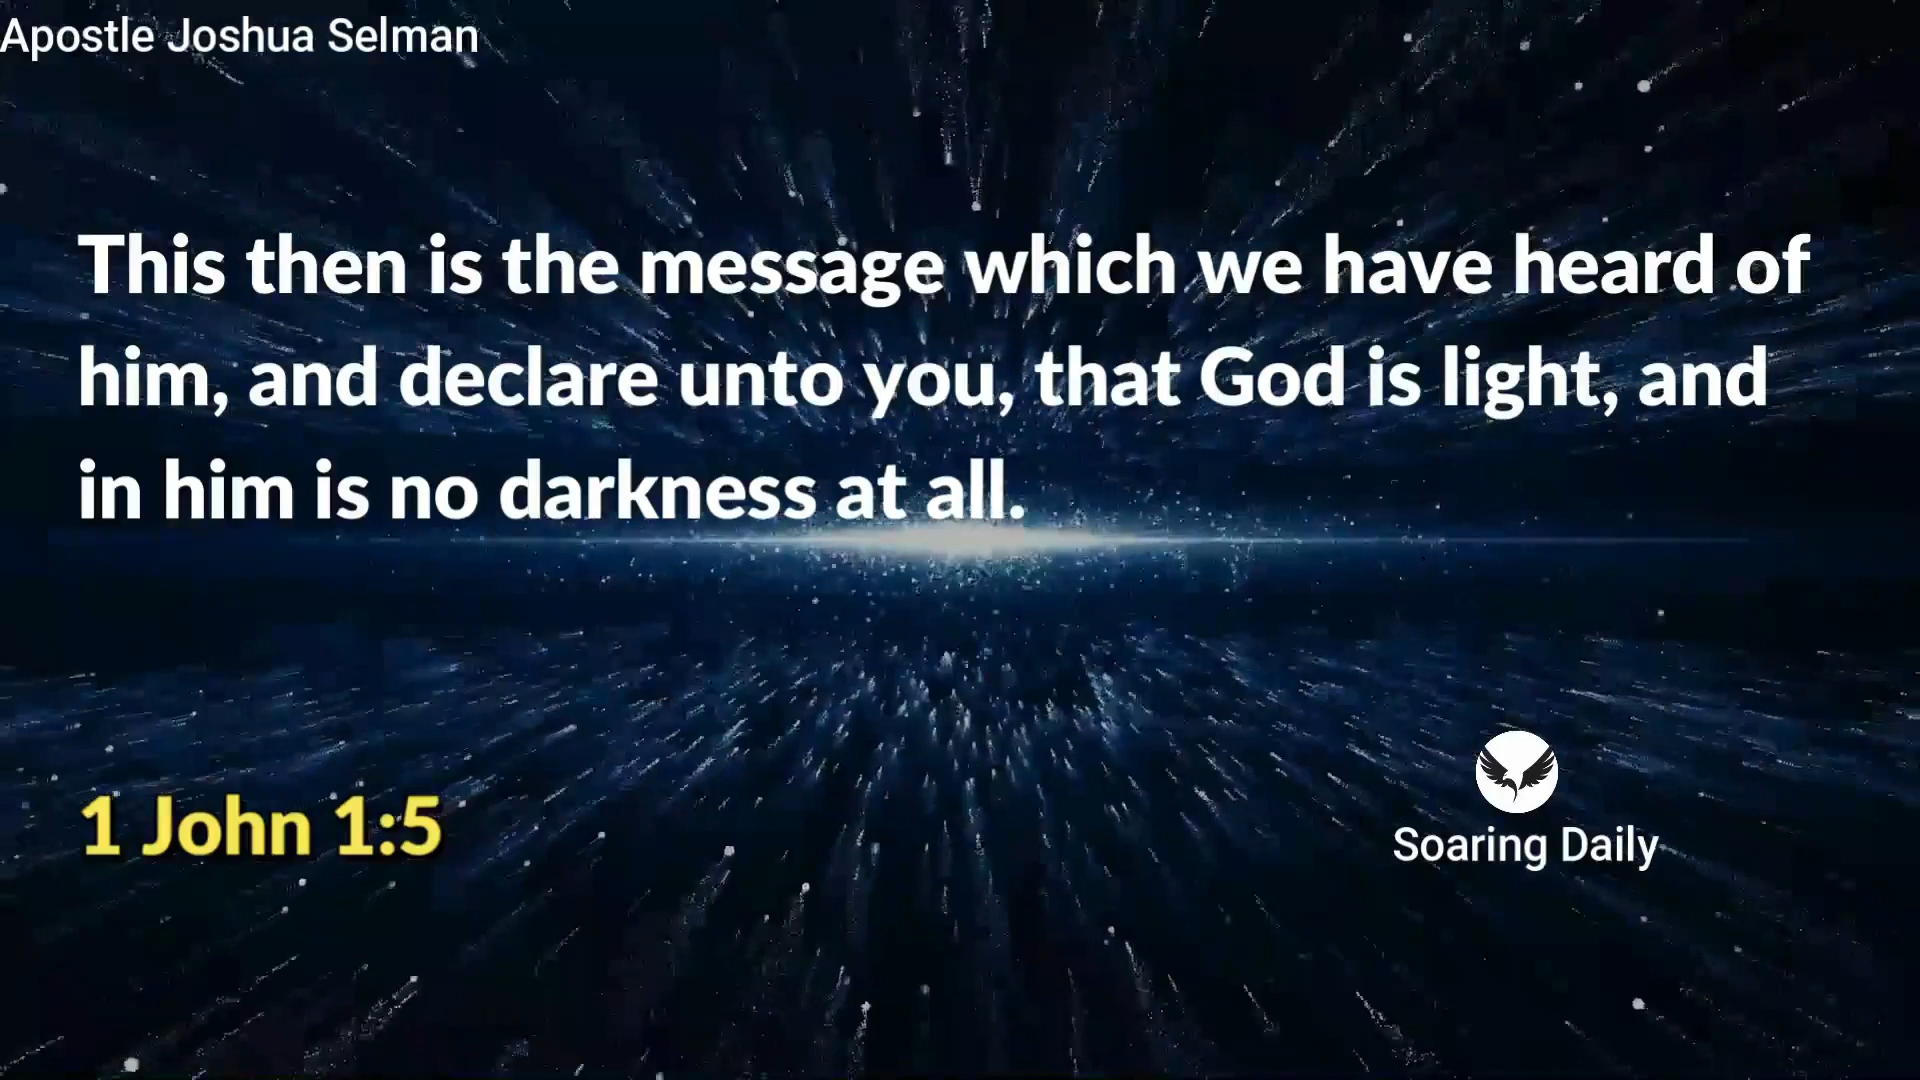 Apostle Joshua Selman
This then is the message which we have heard of
him, and declare unto you, that God is light, and
in him is no darkness at all.
1 John 1:5
Soaring Daily